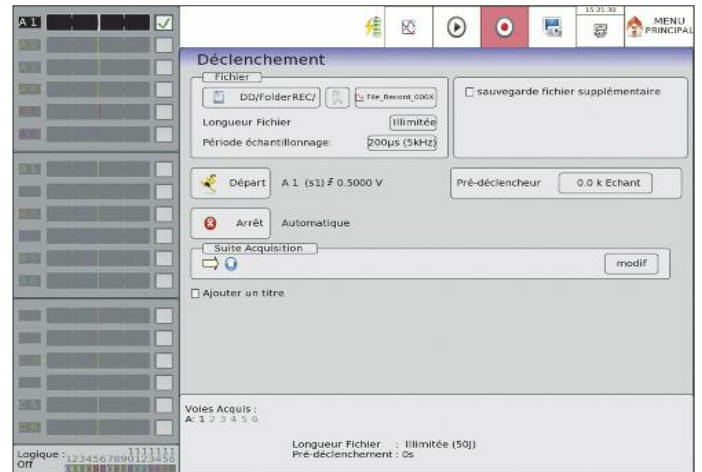 A 1
15 21:30
MENU PRINCIPAL
Déclenchement
Fichier
DD/FolderREC/
File_Record_000X
sauvegarde fichier supplémentaire
Longueur Fichier
Illimitée
Période échantillonnage:
200µs (5kHz)
Départ
A 1 (s1) 0.5000 V
Pré-déclencheur
0.0 k Echant
Arrêt
Automatique
Suite Acquisition
modif
Ajouter un titre
Voies Acquis :
A: 1 2 3 4 5 6
Longueur Fichier : Illimitée (50J)
Pré-déclenchement : 0s
Logique :
1111111
1234567890123456
Off